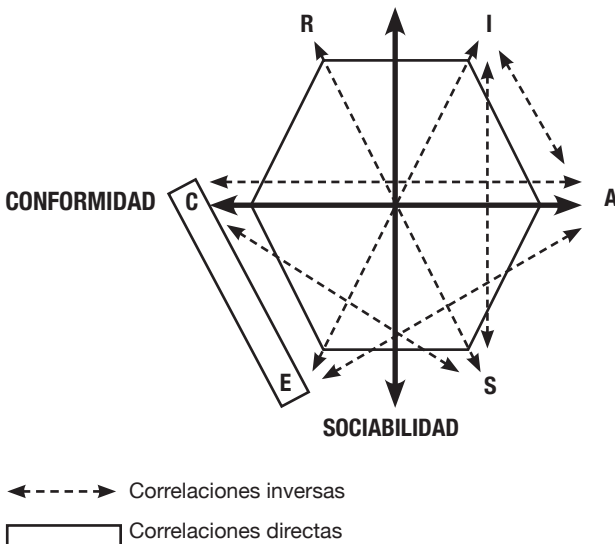 R I
CONFORMIDAD C A
E S
SOCIABILIDAD
Correlaciones inversas
Correlaciones directas